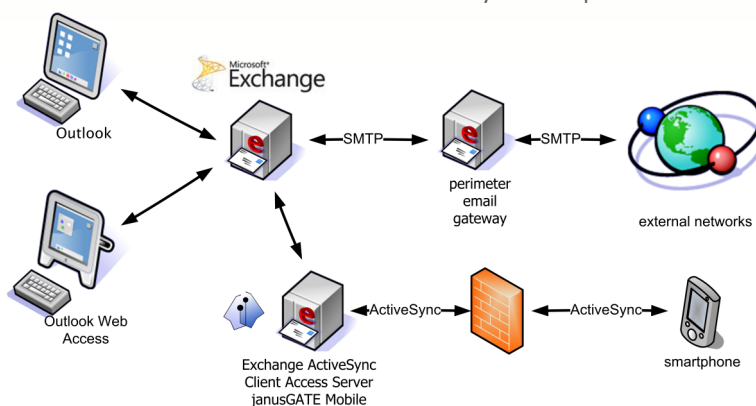 Microsoft
Exchange
Outlook
SMTP
SMTP
perimeter
email
gateway
external networks
Outlook Web
Access
ActiveSync
ActiveSync
Exchange ActiveSync
Client Access Server
janusGATE Mobile
smartphone